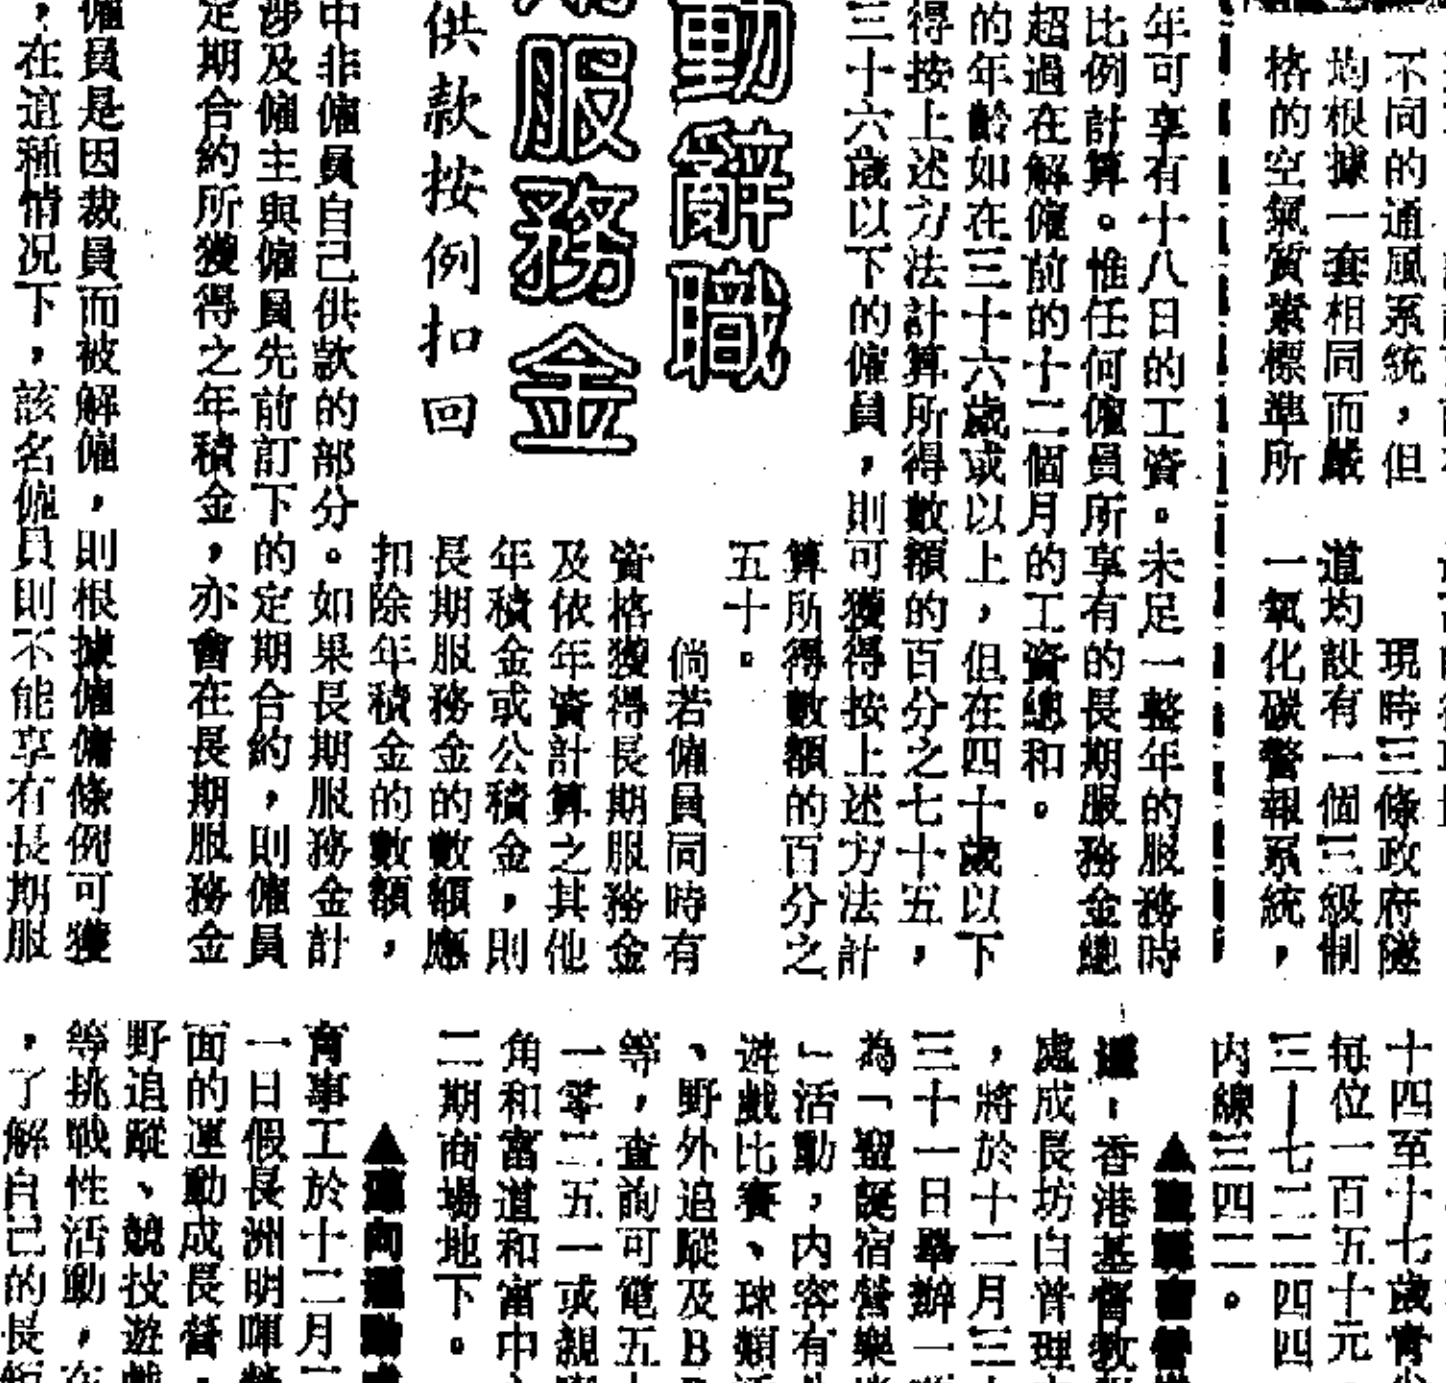 不同的通風系統，但
均根據一套相同而嚴
格的空氣質素標準所
現時三條政府隧
道均設有一個三級制
一氧化碳警報系統，
年可享有十八日的工資。未足一整年的服務時
比例計算。惟任何僱員所享有的長期服務金總
超過在解僱前的十二個月的工資總和。
的年齡如在三十六歲或以上，但在四十歲以下
得按上述方法計算所得數額的百分之七十五，
三十六歲以下的僱員，則可獲得按上述方法計
算所得數額的百分之
五十。
動辭職
服務金
供款按例扣回
倘若僱員同時有
資格獲得長期服務金
及依年資計算之其他
年積金或公積金，則
長期服務金的數額應
扣除年積金的數額，
中非僱員自己供款的部分。如果長期服務金計
涉及僱主與僱員先前訂下的定期合約，則僱員
定期合約所獲得之年積金，亦會在長期服務金
僱員是因裁員而被解僱，則根據僱傭條例可獲
，在這種情況下，該名僱員則不能享有長期服
十四至十七歲青少
每位一百五十元
三—七二二四四
內線三四二。
▲
香港基督教
處成長坊白普理
，將於十二月三
三十一日舉辦一
為「聖誕宿營樂
」活動，內容有
遊戲比賽、球類
、野外追蹤及B
等，查詢可電五
一零二五一或親
角和富道和富中
二期商場地下。
▲
育事工於十二月
一日假長洲明暉
面的運動成長營，
野追蹤、競技遊戲
等挑戰性活動，在
，了解自己的長短